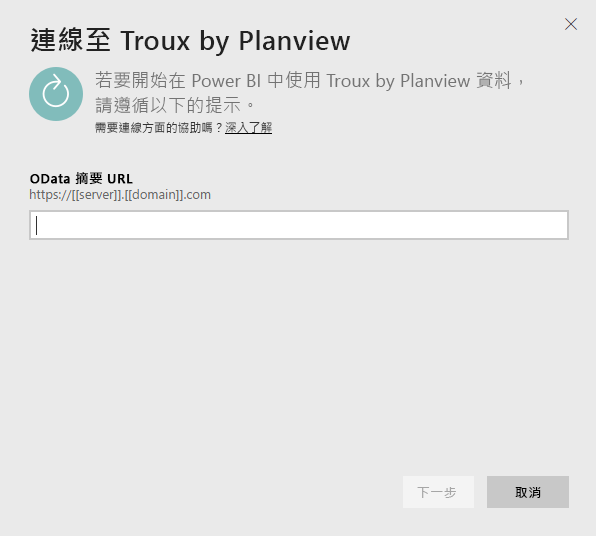 連線至 Troux by Planview
若要開始在 Power BI 中使用 Troux by Planview 資料，
請遵循以下的提示。
需要連線方面的協助嗎？深入了解
OData 摘要 URL
https://[[server]].[[domain]].com
下一步
取消